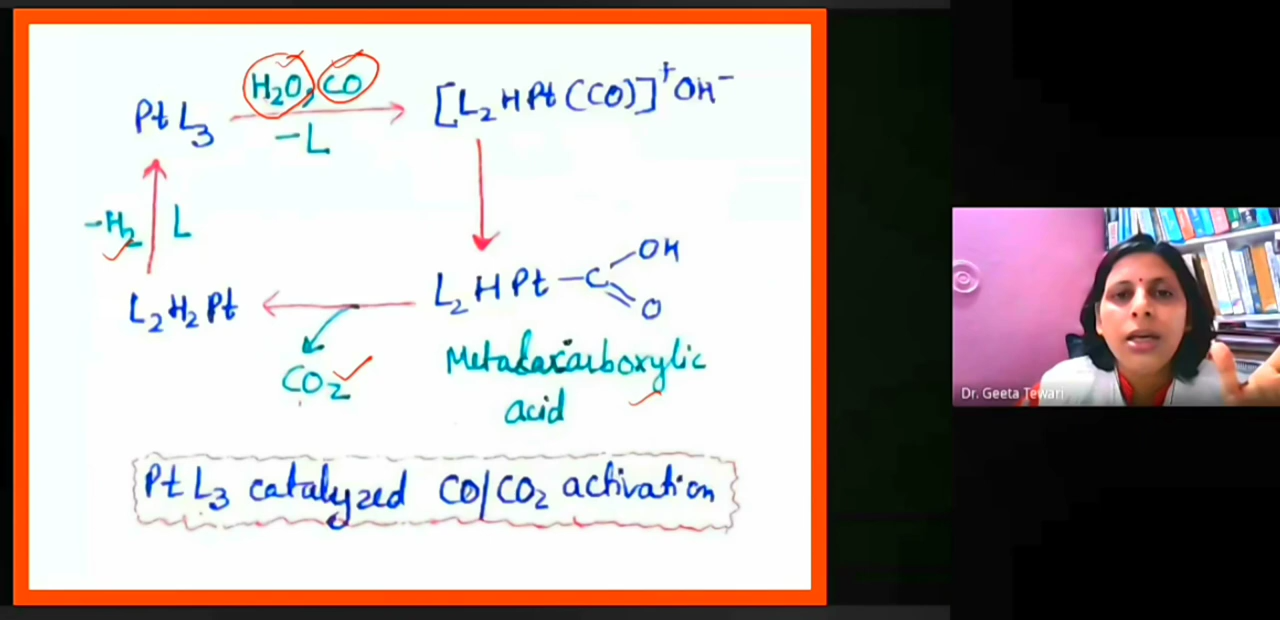 H₂O, CO
PtL₃ [L₂HPt(CO)]⁺OH⁻
-L
-H₂ L
OH
L₂H₂Pt L₂HPt-C
O
CO₂
Metallacarboxylic
acid
PtL₃ catalyzed CO/CO₂ activation
Dr. Geeta Tewari